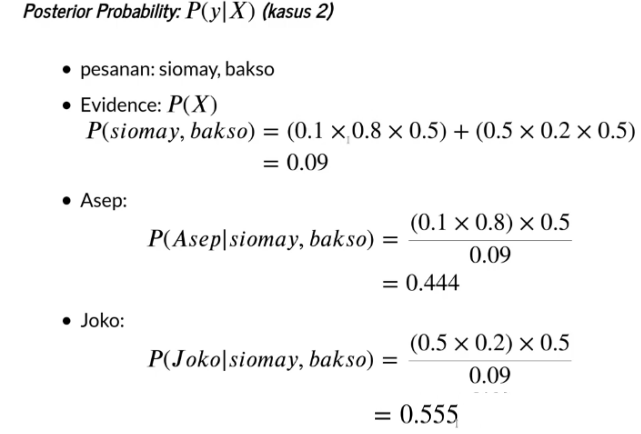 Posterior Probability: P(y|X) (kasus 2)
• pesanan: siomay, bakso
• Evidence: P(X)
P(siomay, bakso) = (0.1 × 0.8 × 0.5) + (0.5 × 0.2 × 0.5)
= 0.09
• Asep:
P(Asep|siomay, bakso) = \frac{(0.1 × 0.8) × 0.5}{0.09}
= 0.444
• Joko:
P(Joko|siomay, bakso) = \frac{(0.5 × 0.2) × 0.5}{0.09}
= 0.555